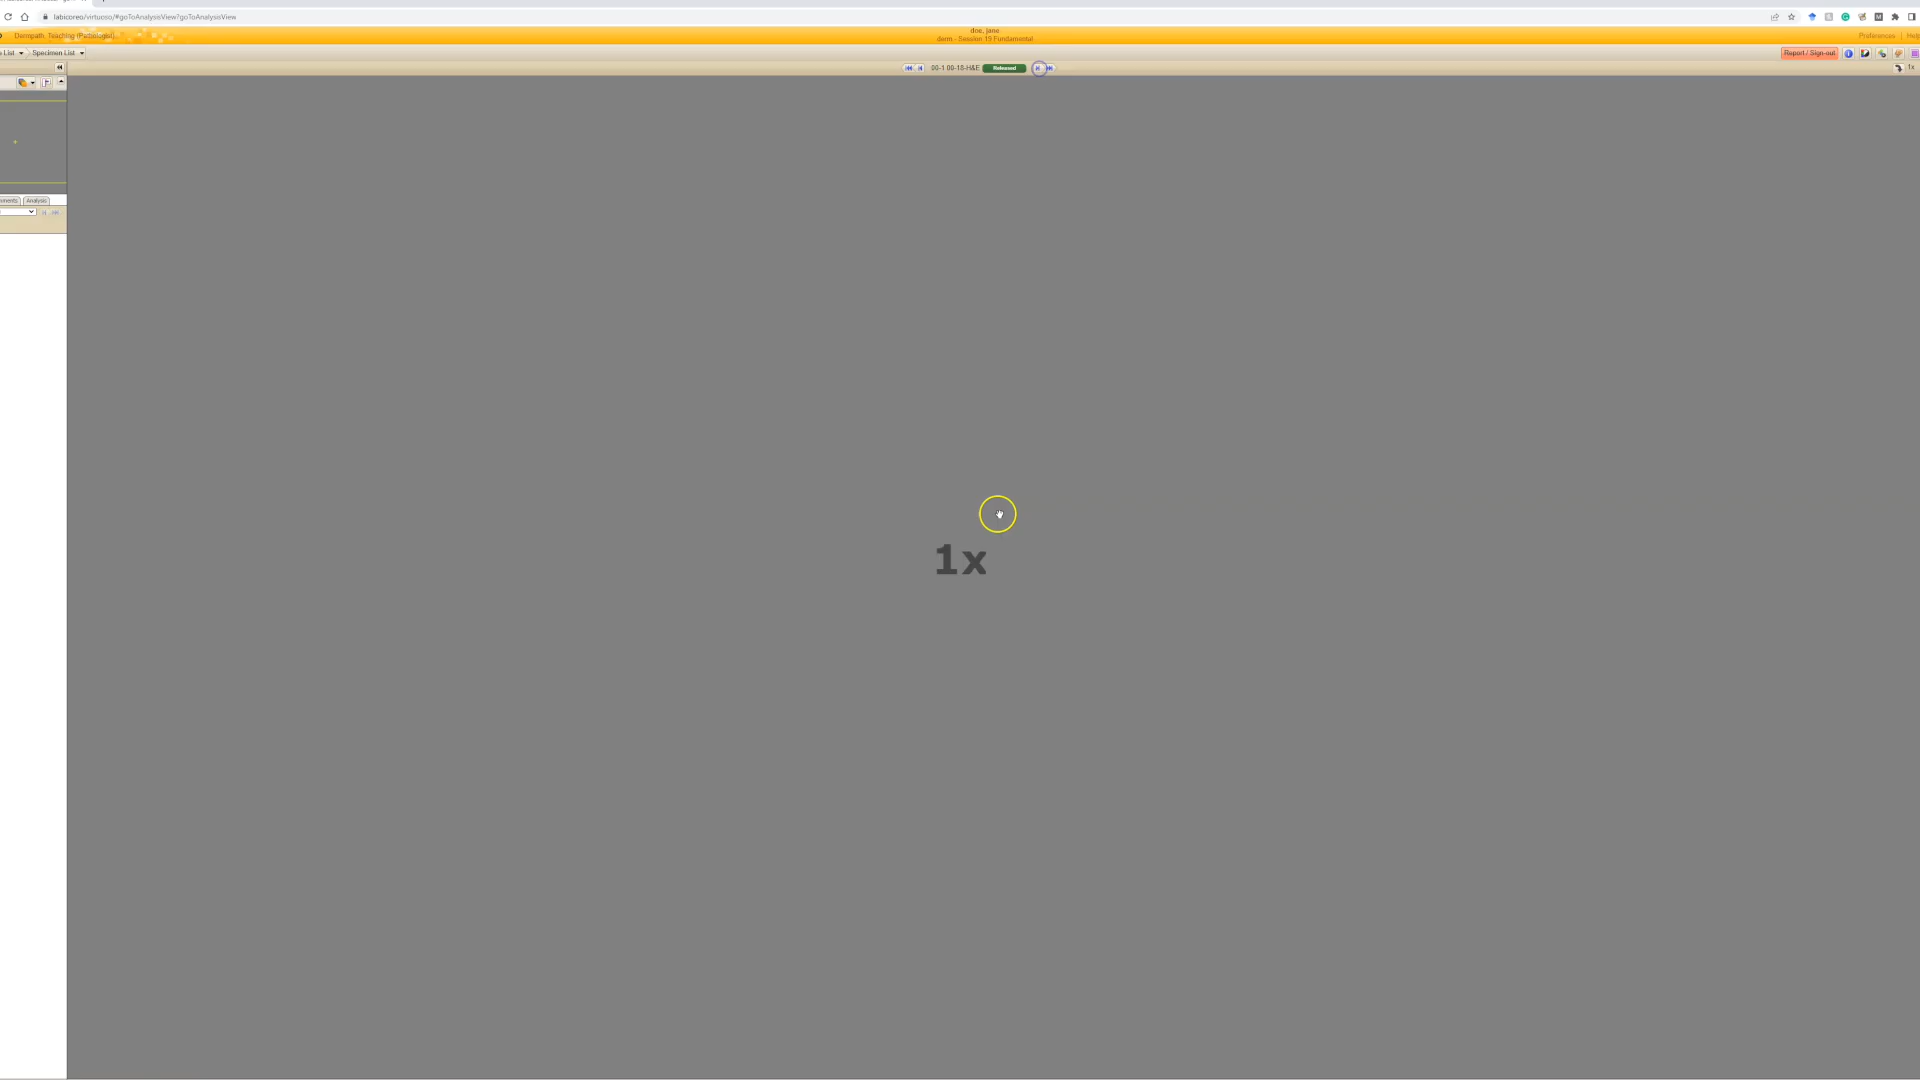 labicoreo/virtuoso/#goToAnalysisView?goToAnalysisView
Dermpath, Teaching (Pathologist)
doe, jane
derm - Session 19 Fundamental
Preferences | Help
List
Specimen List
Report / Sign-out
00-1 00-18-H&E
Released
1x
Analysis
1x